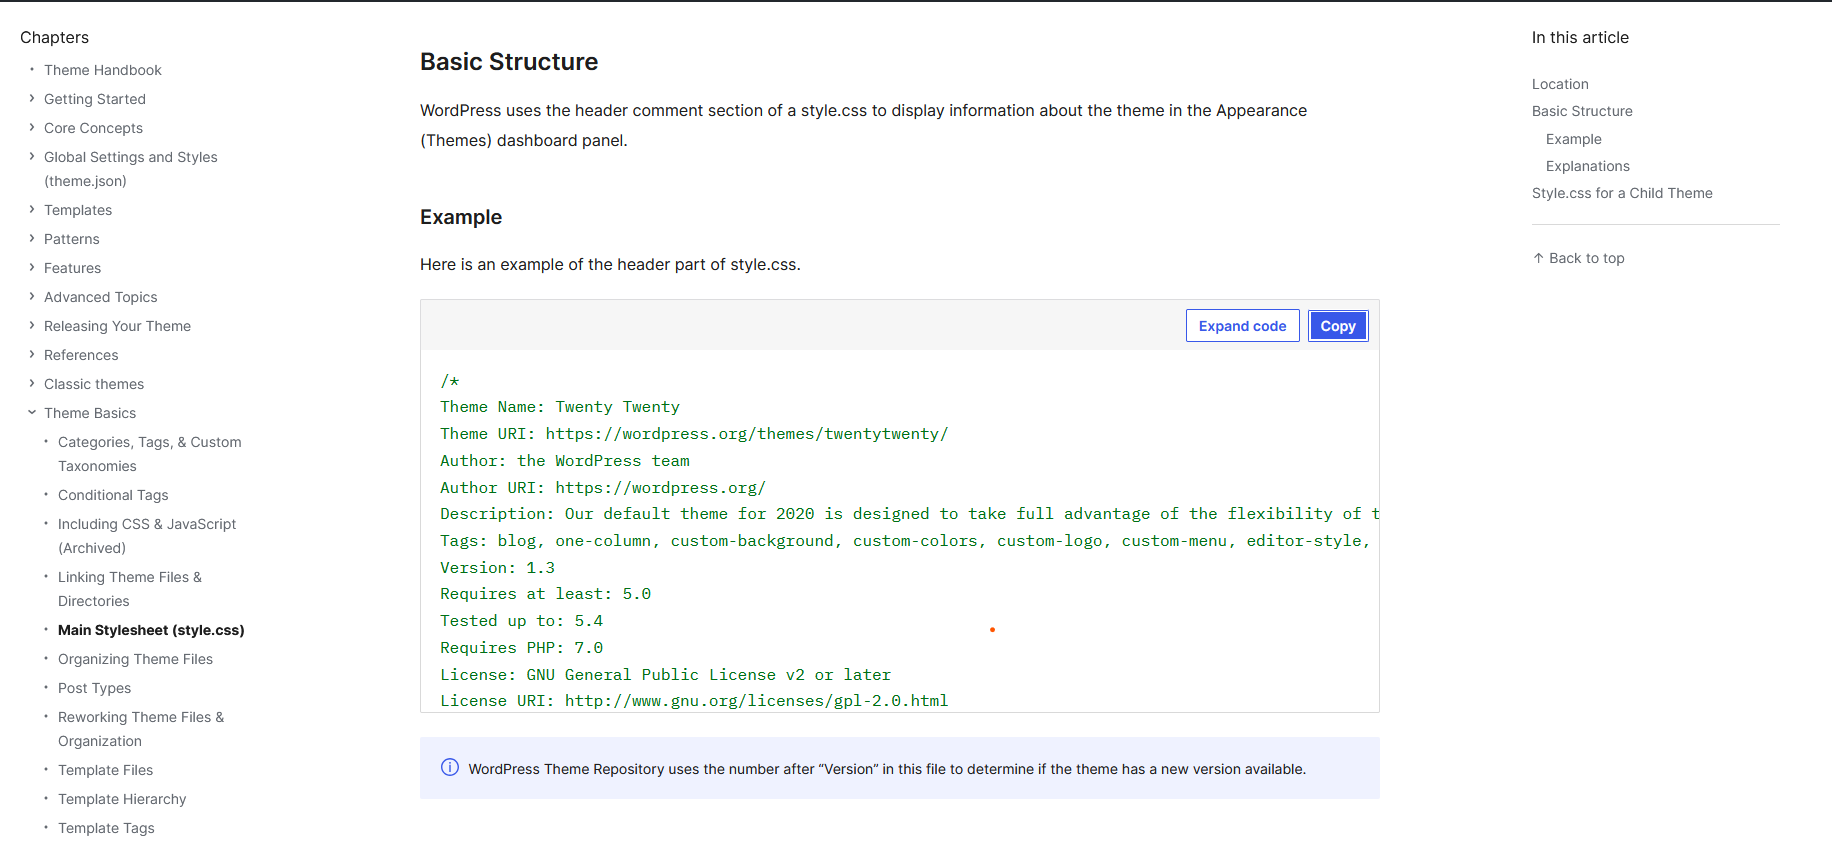 Chapters
Theme Handbook
Getting Started
Core Concepts
Global Settings and Styles
(theme.json)
Templates
Patterns
Features
Advanced Topics
Releasing Your Theme
References
Classic themes
Theme Basics
Categories, Tags, & Custom
Taxonomies
Conditional Tags
Including CSS & JavaScript
(Archived)
Linking Theme Files &
Directories
Main Stylesheet (style.css)
Organizing Theme Files
Post Types
Reworking Theme Files &
Organization
Template Files
Template Hierarchy
Template Tags
Basic Structure
WordPress uses the header comment section of a style.css to display information about the theme in the Appearance
(Themes) dashboard panel.
Example
Here is an example of the header part of style.css.
Expand code
Copy
/*
Theme Name: Twenty Twenty
Theme URI: https://wordpress.org/themes/twentytwenty/
Author: the WordPress team
Author URI: https://wordpress.org/
Description: Our default theme for 2020 is designed to take full advantage of the flexibility of t
Tags: blog, one-column, custom-background, custom-colors, custom-logo, custom-menu, editor-style,
Version: 1.3
Requires at least: 5.0
Tested up to: 5.4
Requires PHP: 7.0
License: GNU General Public License v2 or later
License URI: http://www.gnu.org/licenses/gpl-2.0.html
WordPress Theme Repository uses the number after “Version” in this file to determine if the theme has a new version available.
In this article
Location
Basic Structure
Example
Explanations
Style.css for a Child Theme
↑ Back to top